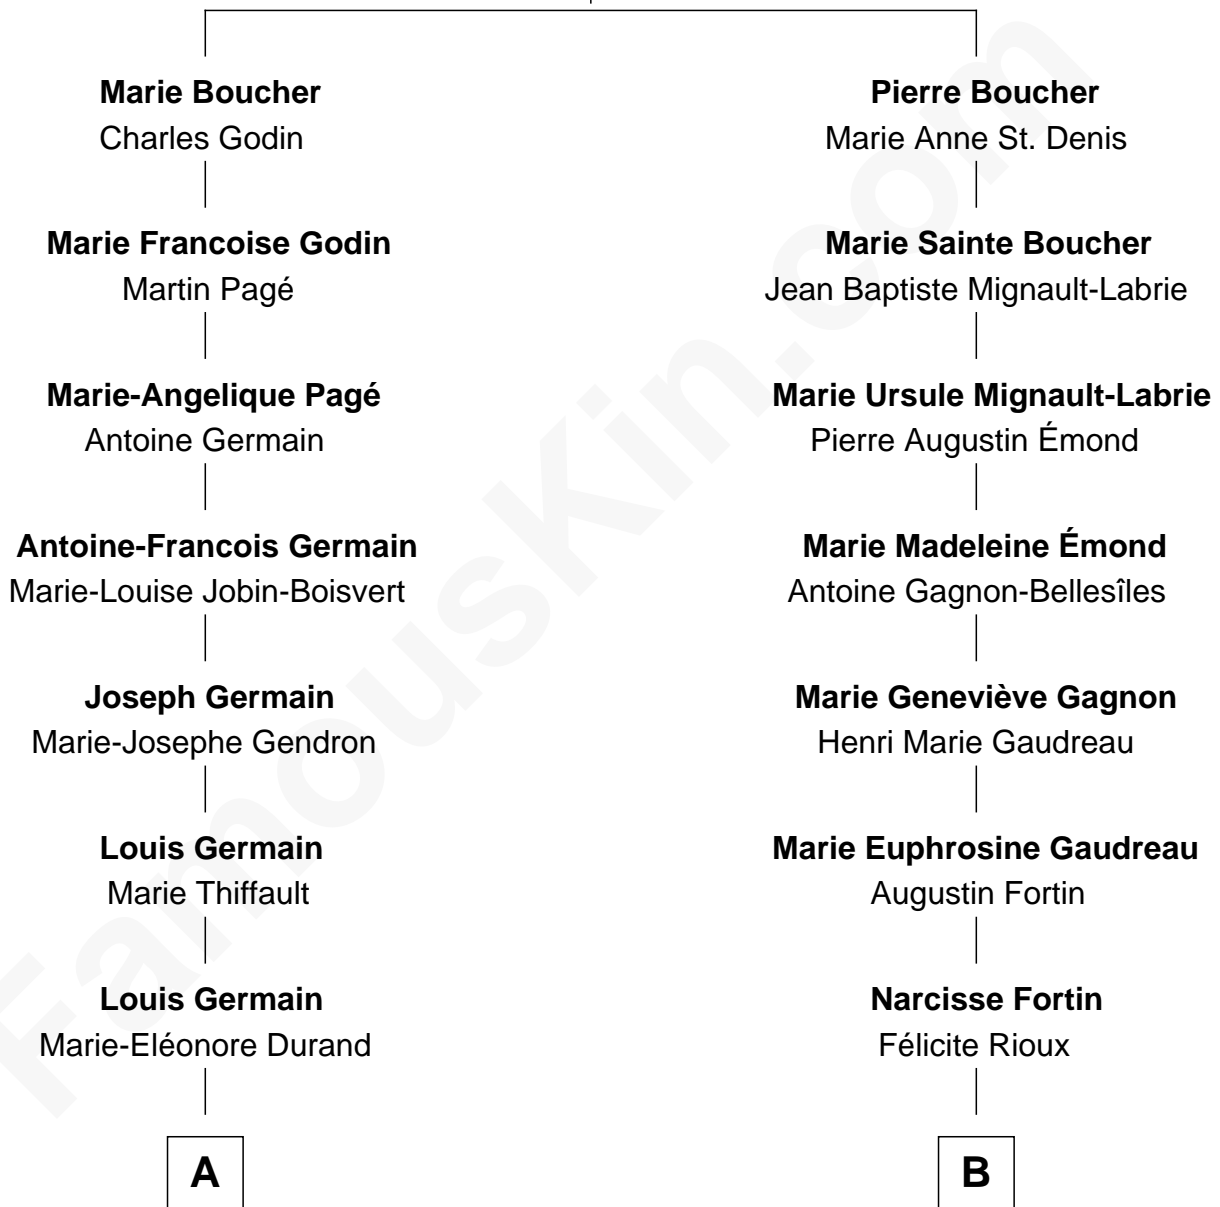 Marie Boucher
Charles Godin
Marie Francoise Godin
Martin Pagé
Marie-Angelique Pagé
Antoine Germain
Antoine-Francois Germain
Marie-Louise Jobin-Boisvert
Joseph Germain
Marie-Josephe Gendron
Louis Germain
Marie Thiffault
Louis Germain
Marie-Eléonore Durand
A
Pierre Boucher
Marie Anne St. Denis
Marie Sainte Boucher
Jean Baptiste Mignault-Labrie
Marie Ursule Mignault-Labrie
Pierre Augustin Émond
Marie Madeleine Émond
Antoine Gagnon-Bellesîles
Marie Geneviève Gagnon
Henri Marie Gaudreau
Marie Euphrosine Gaudreau
Augustin Fortin
Narcisse Fortin
Félicite Rioux
B
FamousKin.com